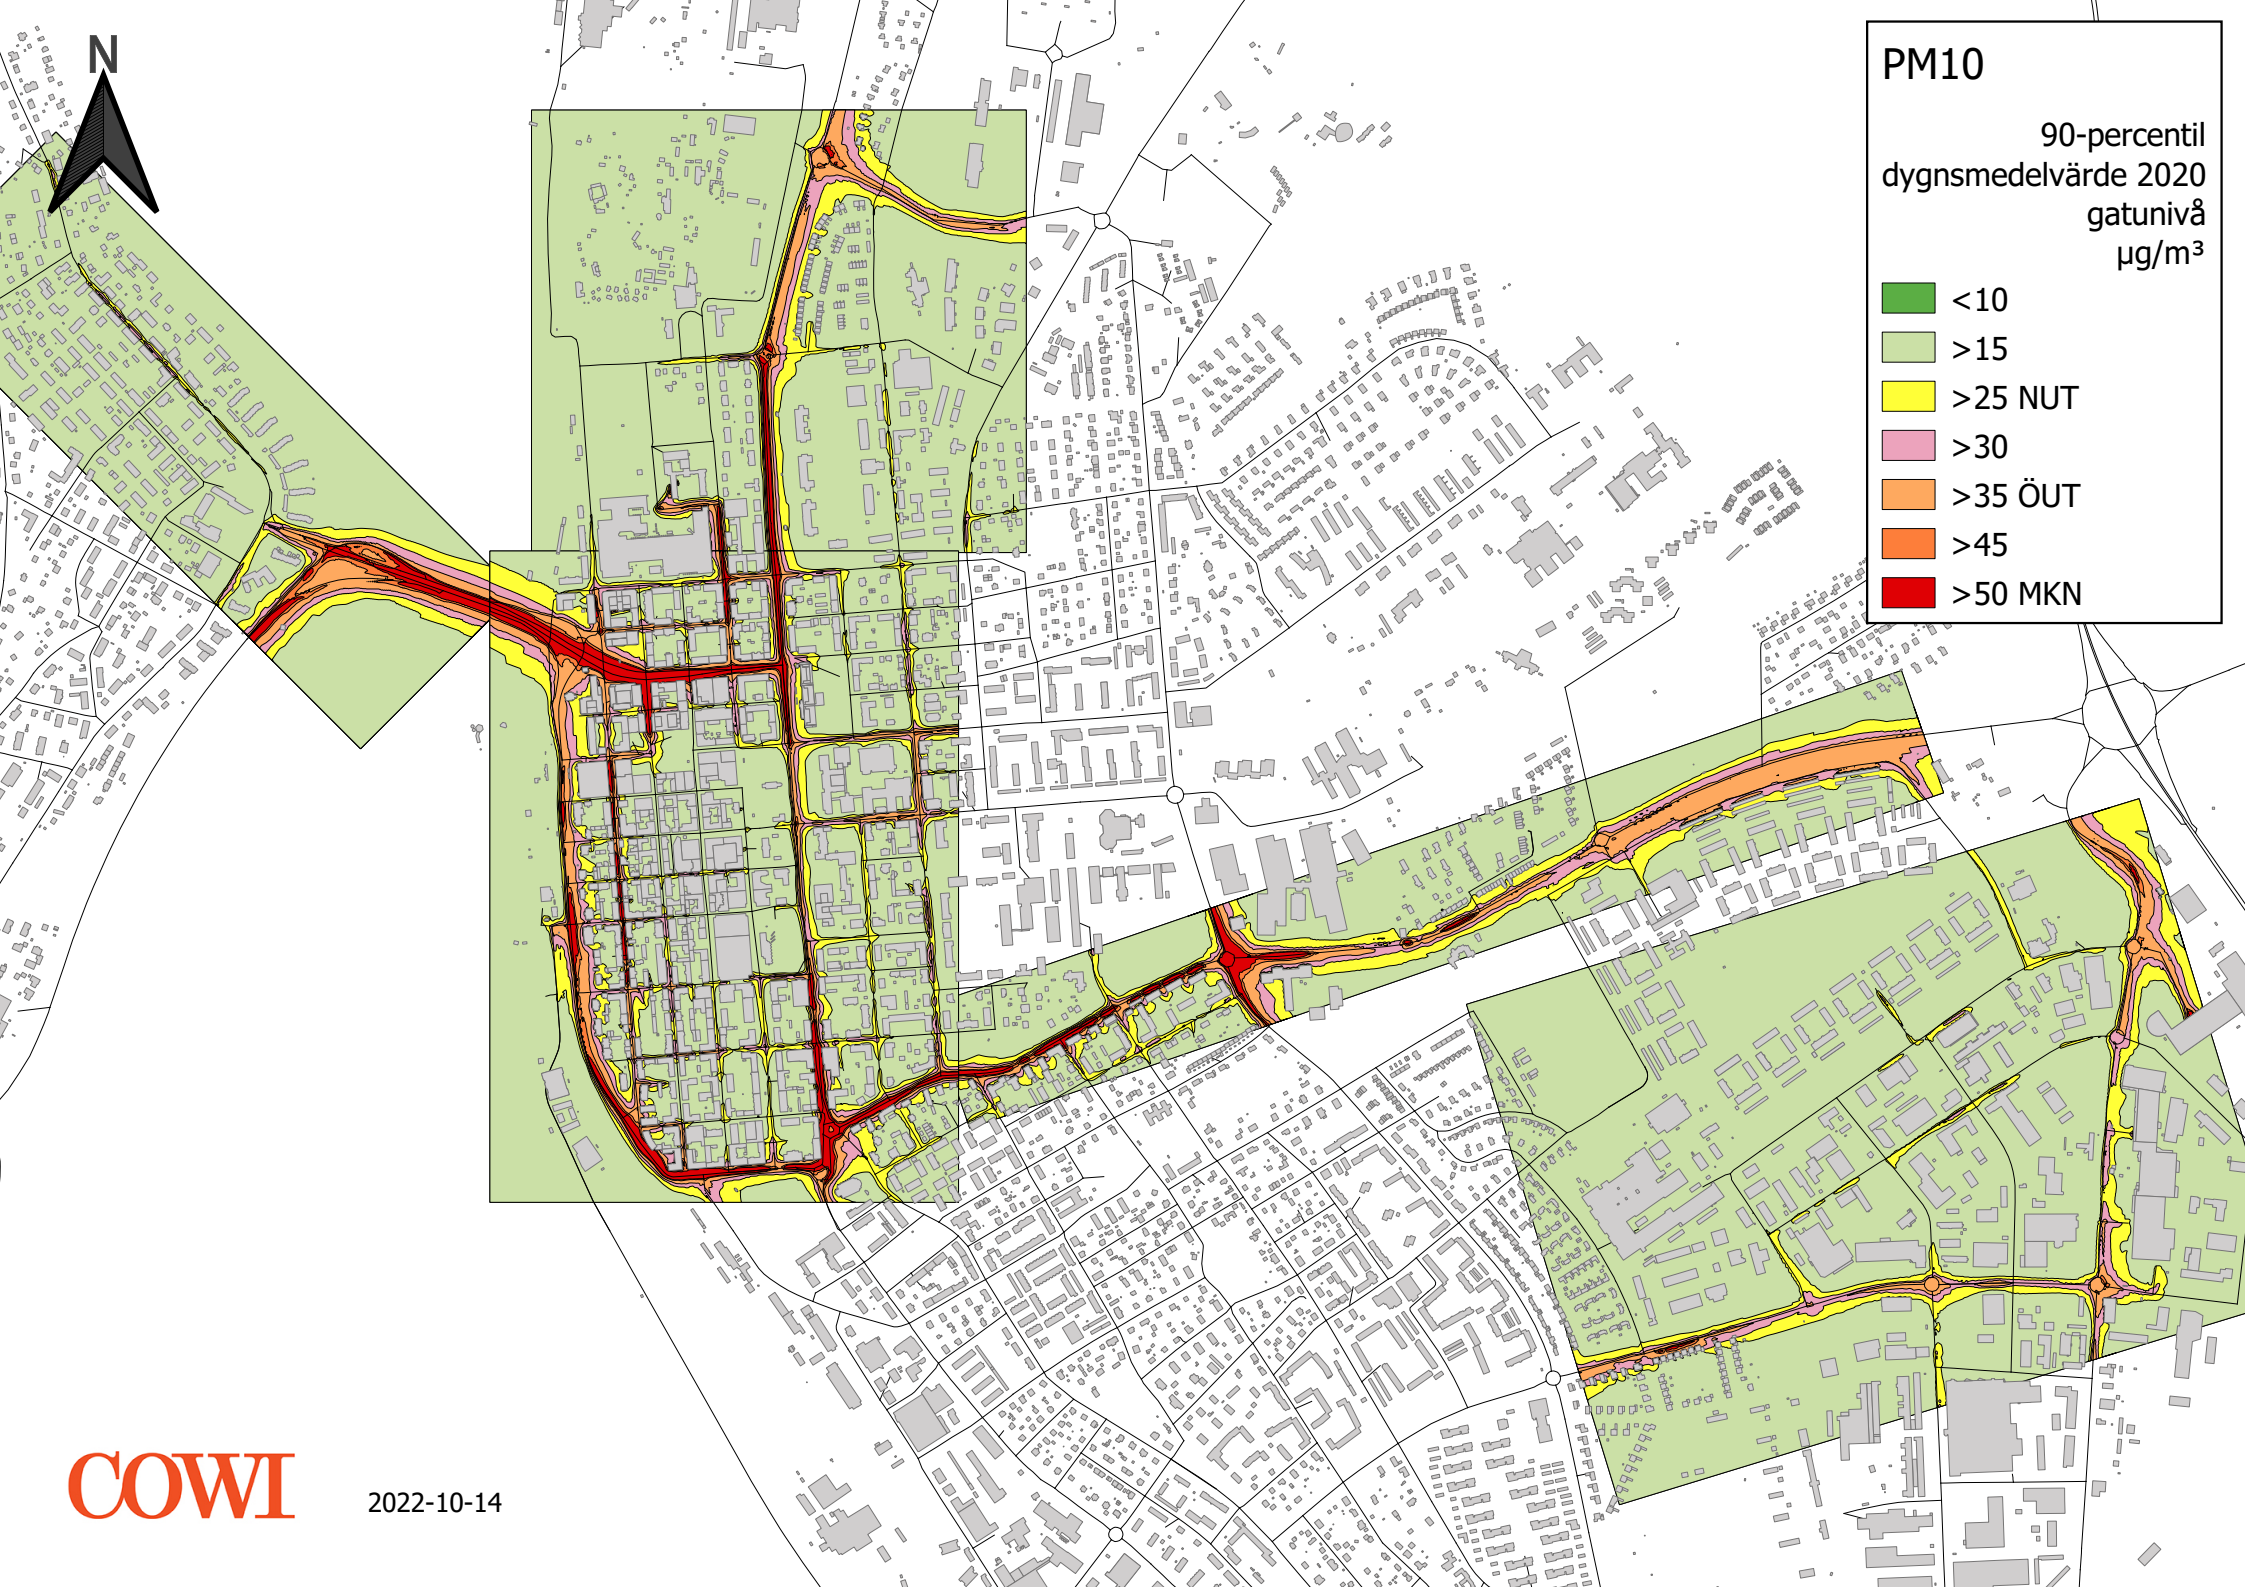 N
PM10
90-percentil
dygnsmedelvärde 2020
gatunivå
µg/m³
<10
>15
>25 NUT
>30
>35 ÖUT
>45
>50 MKN
COWI
2022-10-14